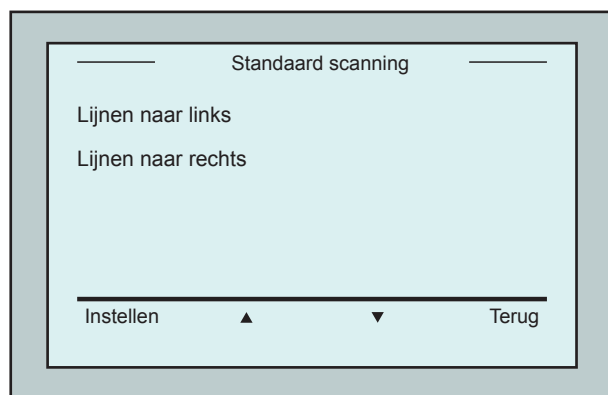 Standaard scanning
Lijnen naar links
Lijnen naar rechts
Instellen ▲ ▼ Terug